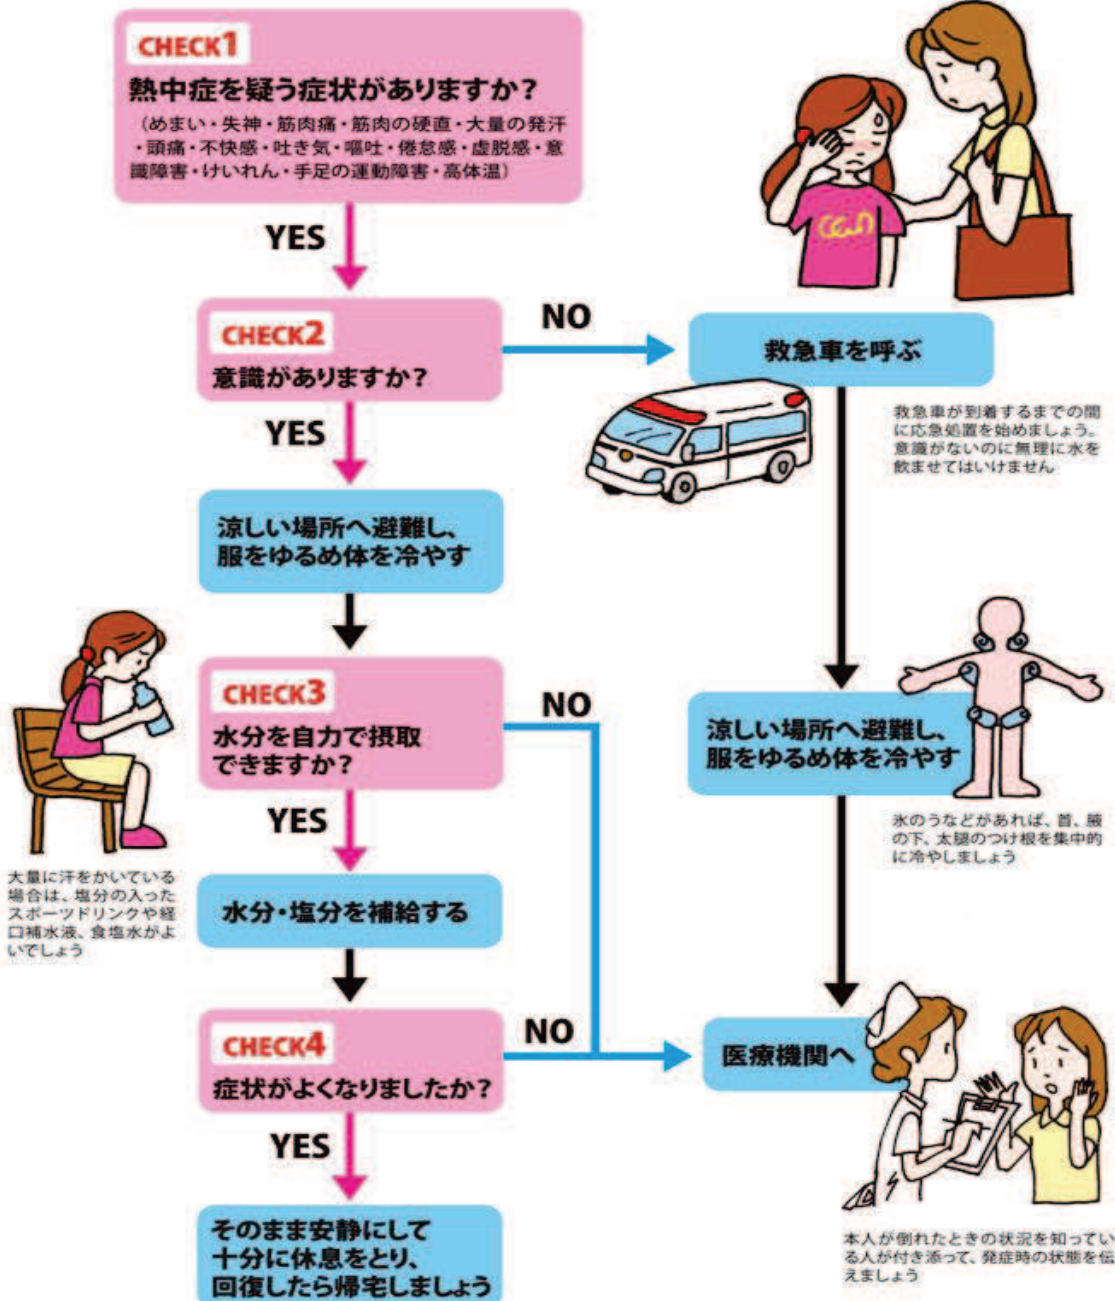 CHECK1
熱中症を疑う症状がありますか？
（めまい・失神・筋肉痛・筋肉の硬直・大量の発汗
・頭痛・不快感・吐き気・嘔吐・倦怠感・虚脱感・意
識障害・けいれん・手足の運動障害・高体温）
YES
CHECK2
意識がありますか？
NO
救急車を呼ぶ
救急車が到着するまでの間
に応急処置を始めましょう。
意識がないのに無理に水を
飲ませてはいけません
YES
涼しい場所へ避難し、
服をゆるめ体を冷やす
CHECK3
水分を自力で摂取
できますか？
NO
涼しい場所へ避難し、
服をゆるめ体を冷やす
氷のうなどがあれば、首、腋
の下、太腿のつけ根を集中的
に冷やしましょう
YES
大量に汗をかいている
場合は、塩分の入った
スポーツドリンクや経
口補水液、食塩水がよ
いでしょう
水分・塩分を補給する
CHECK4
症状がよくなりましたか？
NO
医療機関へ
本人が倒れたときの状況を知ってい
る人が付き添って、発症時の状態を伝
えましょう
YES
そのまま安静にして
十分に休息をとり、
回復したら帰宅しましょう